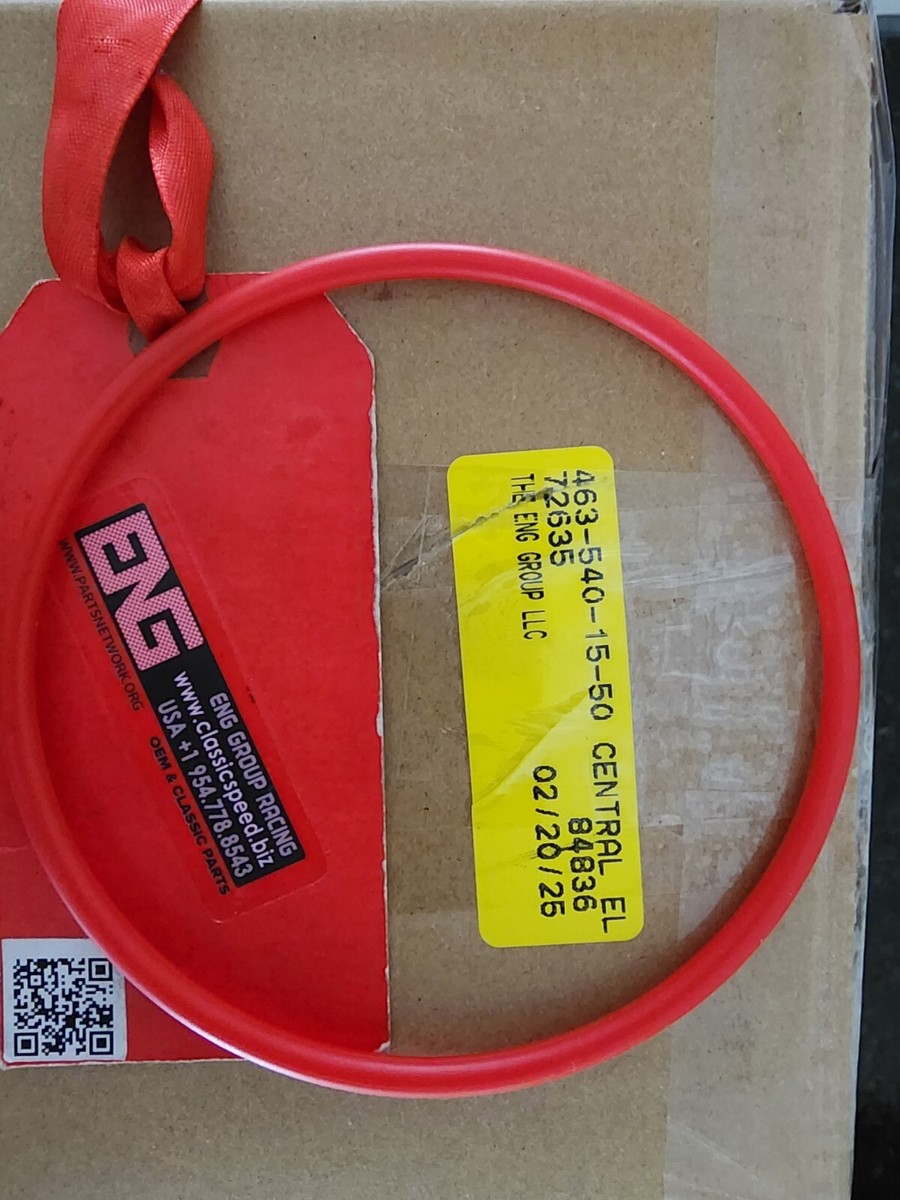 463-540-15-50 CENTRAL EL
72635 84836
THE ENG GROUP LLC 02/20/25
ENG
ENG GROUP RACING
www.classicspeed.biz
USA +1 954.778.8543
OEM & CLASSIC PARTS
WWW.PARTSNETWORK.ORG